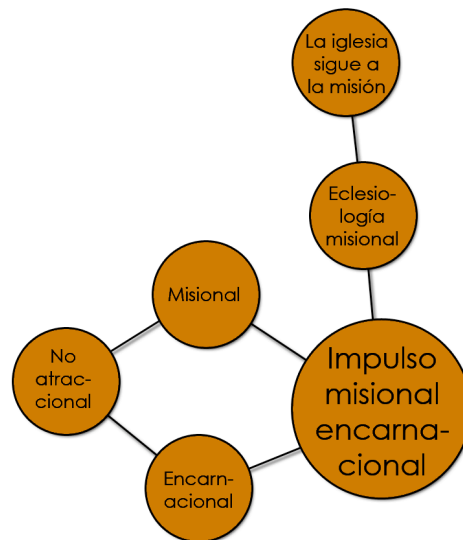 La iglesia
sigue a
la misión
Eclesio-
logía
misional
Misional
No
atrac-
cional
Impulso
misional
encarna-
cional
Encarn-
acional